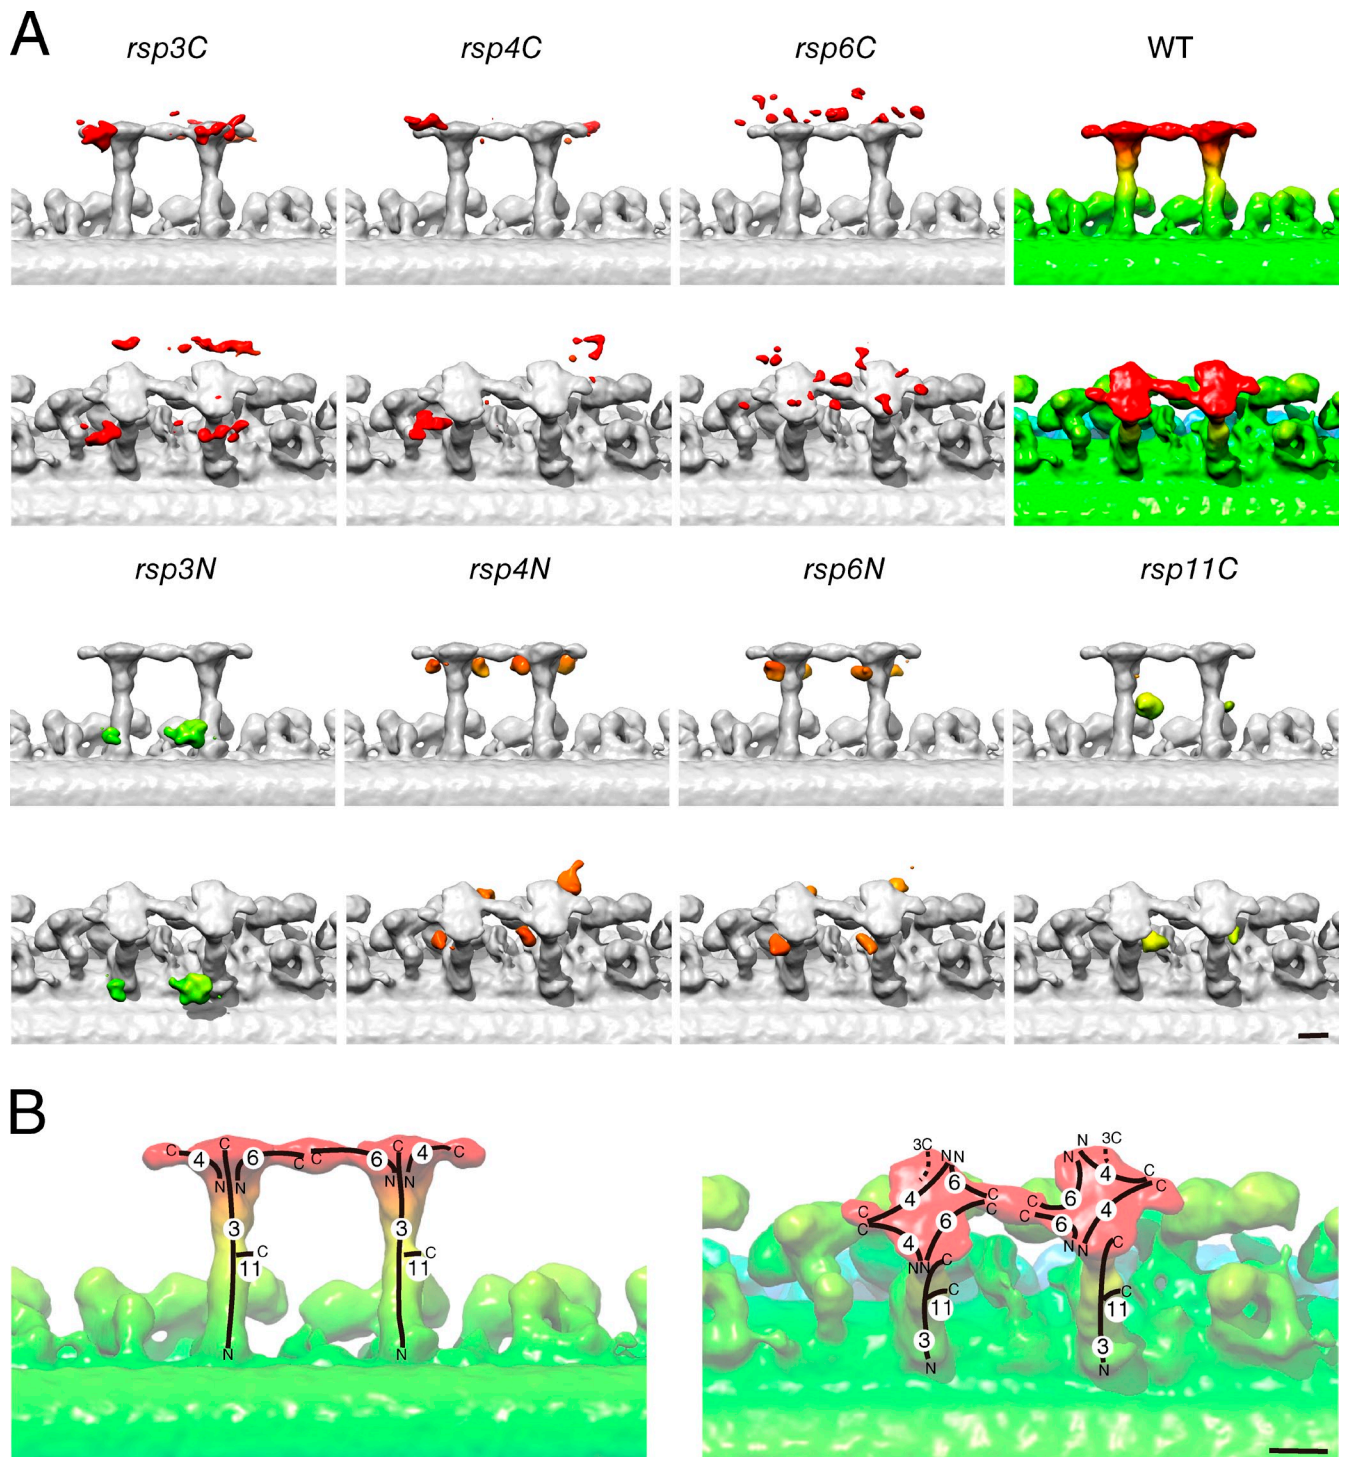 A
rsp3C rsp4C rsp6C WT
rsp3N rsp4N rsp6N rsp11C
B
C 4 C 6 C C 6 C 4 C
N N N N
3 3
C C
11 11
N N
3C N N N N 3C
4 6 4 C
C C 6 C
C 6 C C 4
4 C 6 C
N N C N N
C C
11 11
3 3
N N